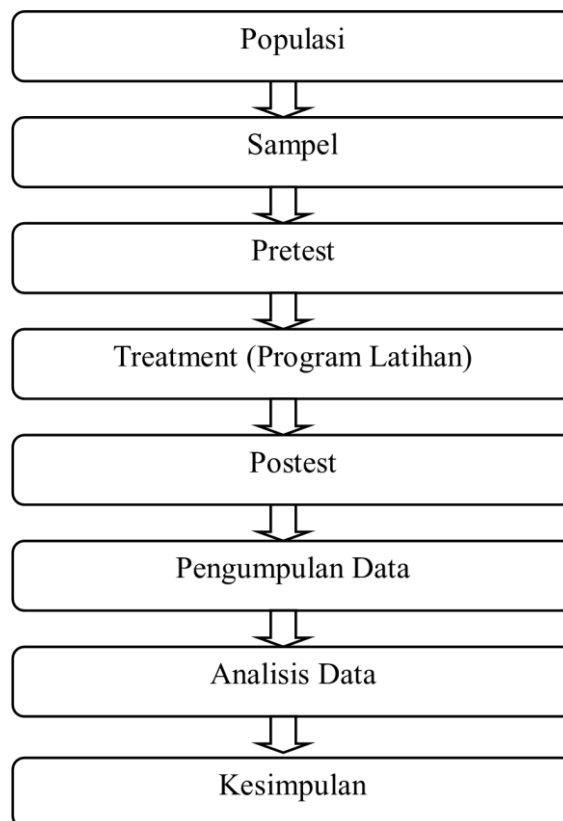 Populasi
Sampel
Pretest
Treatment (Program Latihan)
Postest
Pengumpulan Data
Analisis Data
Kesimpulan